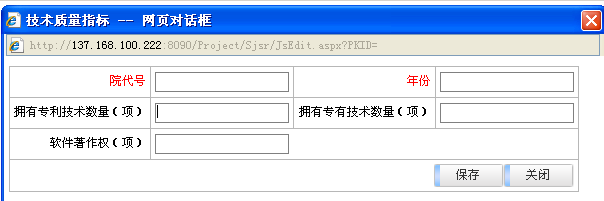 技术质量指标 -- 网页对话框
http://137.168.100.222:8090/Project/Sjsr/JsEdit.aspx?PKID=
院代号 年份
拥有专利技术数量(项) 拥有专有技术数量(项)
软件著作权(项)
保存 关闭